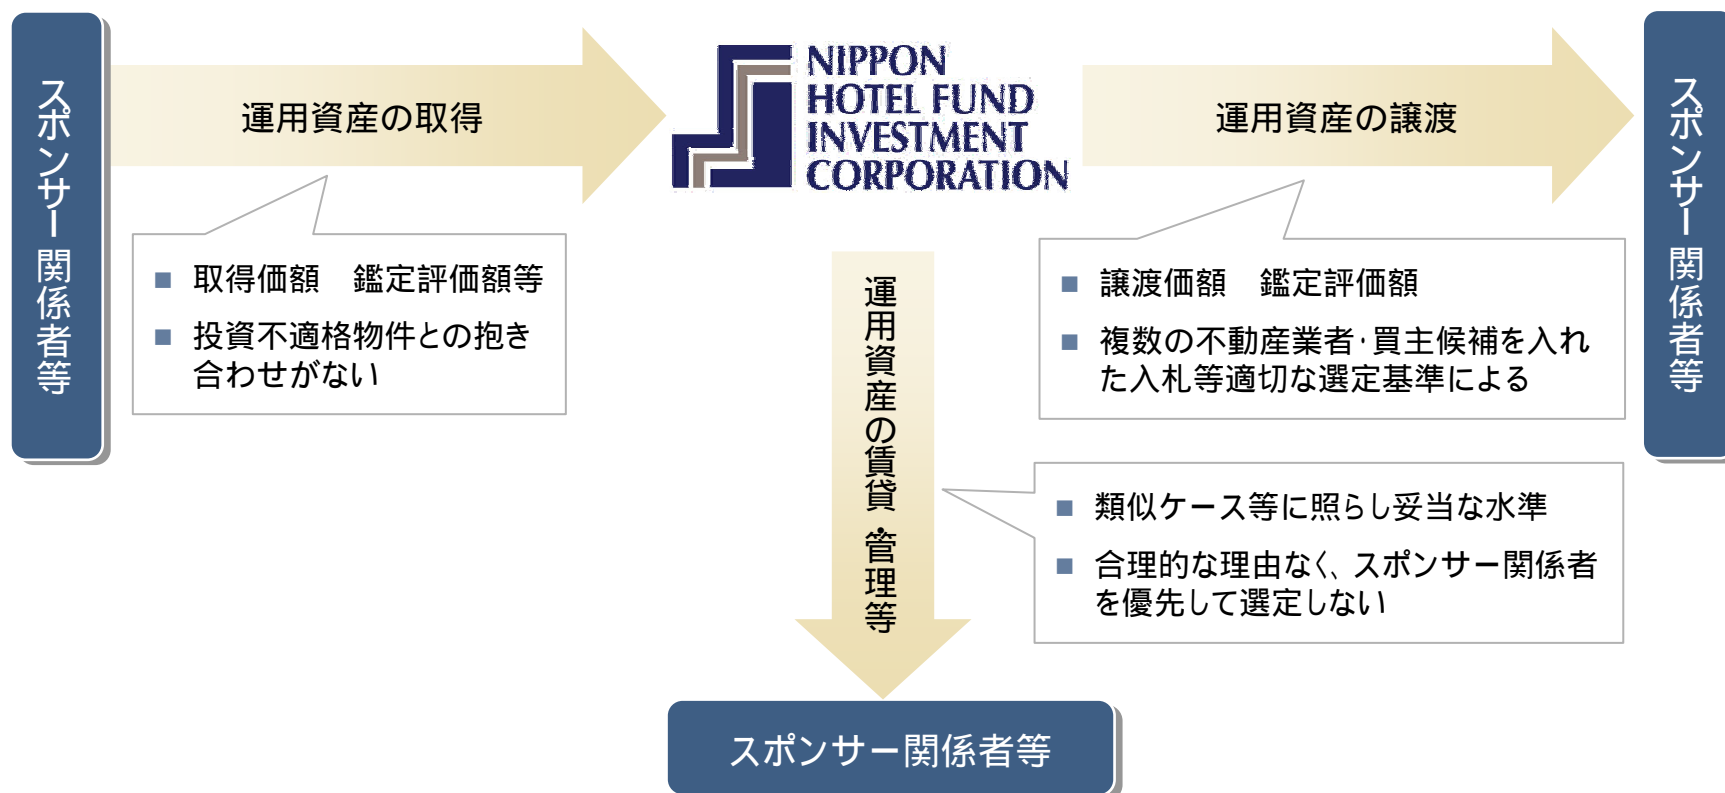 スポンサー関係者等
運用資産の取得
NIPPON
HOTEL FUND
INVESTMENT
CORPORATION
運用資産の譲渡
スポンサー関係者等
取得価額　鑑定評価額等
投資不適格物件との抱き
合わせがない
運用資産の賃貸・管理等
譲渡価額　鑑定評価額
複数の不動産業者・買主候補を入れ
た入札等適切な選定基準による
類似ケース等に照らし妥当な水準
合理的な理由なく、スポンサー関係者
を優先して選定しない
スポンサー関係者等